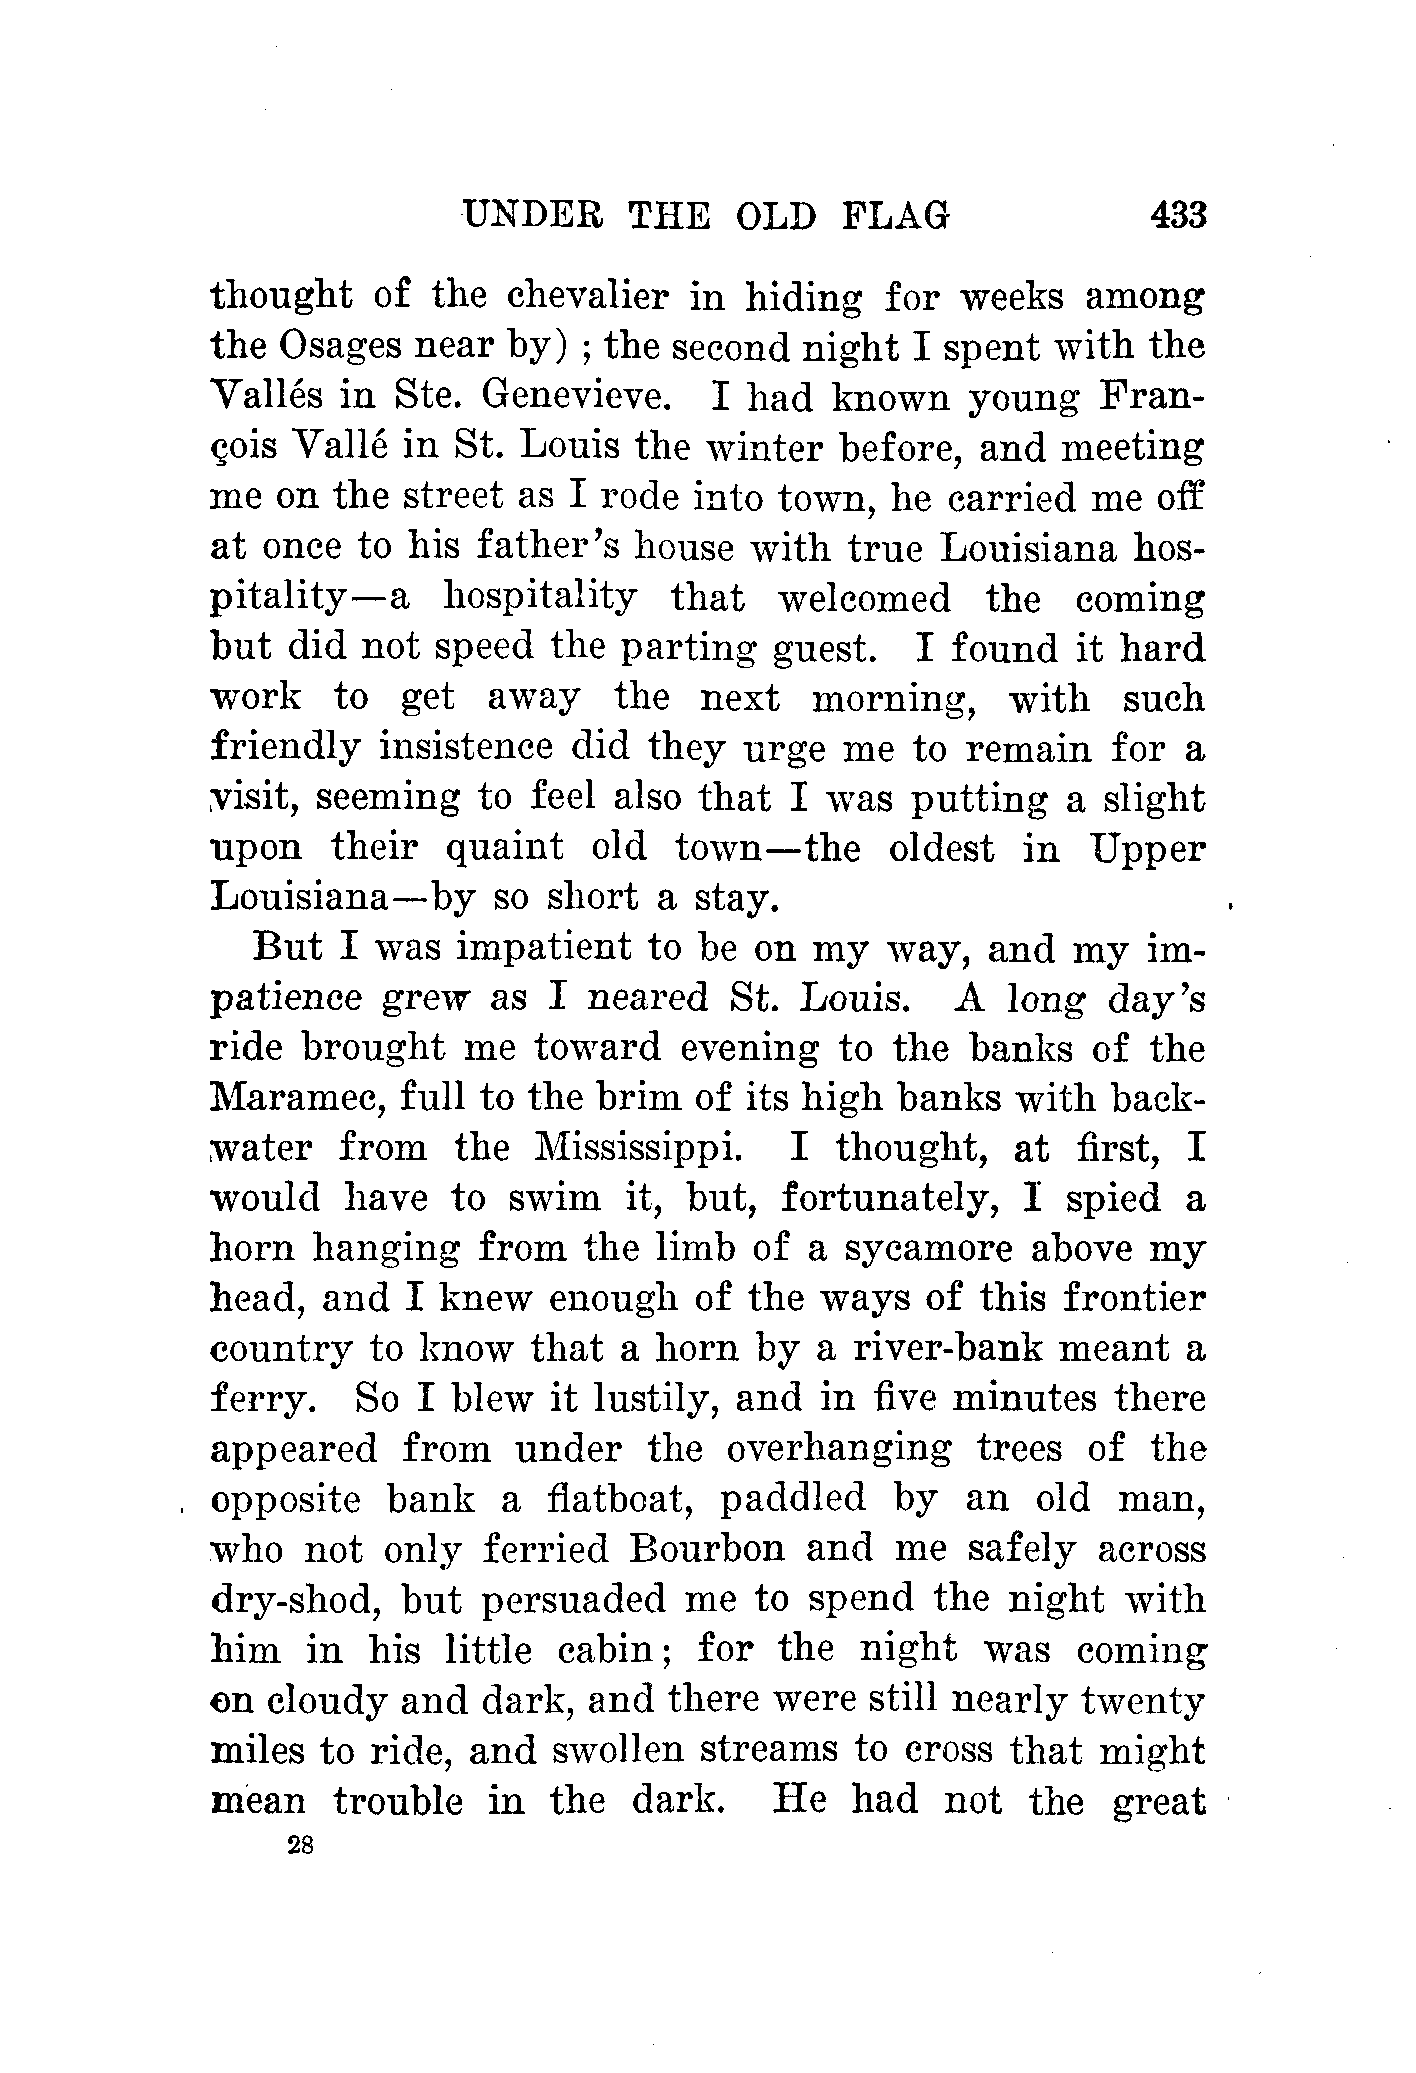 UNDER THE OLD FLAG 433
thought of the chevalier in hiding for weeks among
the Osages near by) ; the second night I spent with the
Vallés in Ste. Genevieve. I had known young Fran-
çois Vallé in St. Louis the winter before, and meeting
me on the street as I rode into town, he carried me off
at once to his father's house with true Louisiana hos-
pitality—a hospitality that welcomed the coming
but did not speed the parting guest. I found it hard
work to get away the next morning, with such
friendly insistence did they urge me to remain for a
visit, seeming to feel also that I was putting a slight
upon their quaint old town—the oldest in Upper
Louisiana—by so short a stay.
But I was impatient to be on my way, and my im-
patience grew as I neared St. Louis. A long day's
ride brought me toward evening to the banks of the
Maramec, full to the brim of its high banks with back-
water from the Mississippi. I thought, at first, I
would have to swim it, but, fortunately, I spied a
horn hanging from the limb of a sycamore above my
head, and I knew enough of the ways of this frontier
country to know that a horn by a river-bank meant a
ferry. So I blew it lustily, and in five minutes there
appeared from under the overhanging trees of the
opposite bank a flatboat, paddled by an old man,
who not only ferried Bourbon and me safely across
dry-shod, but persuaded me to spend the night with
him in his little cabin; for the night was coming
on cloudy and dark, and there were still nearly twenty
miles to ride, and swollen streams to cross that might
mean trouble in the dark. He had not the great
28